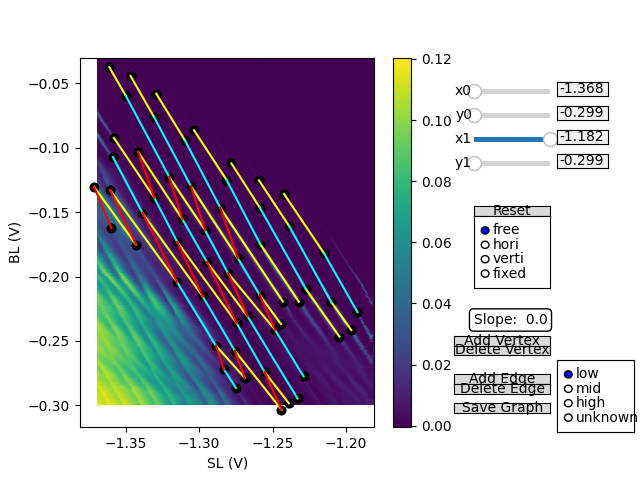 −0.05
−0.10
−0.15
−0.20
−0.25
−0.30
BL (V)
−1.35
−1.30
−1.25
−1.20
SL (V)
0.12
0.10
0.08
0.06
0.04
0.02
0.00
x0 -1.368
y0 -0.299
x1 -1.182
y1 -0.299
Reset
free
hori
verti
fixed
Slope: 0.0
Add Vertex
Delete Vertex
Add Edge
Delete Edge
Save Graph
low
mid
high
unknown